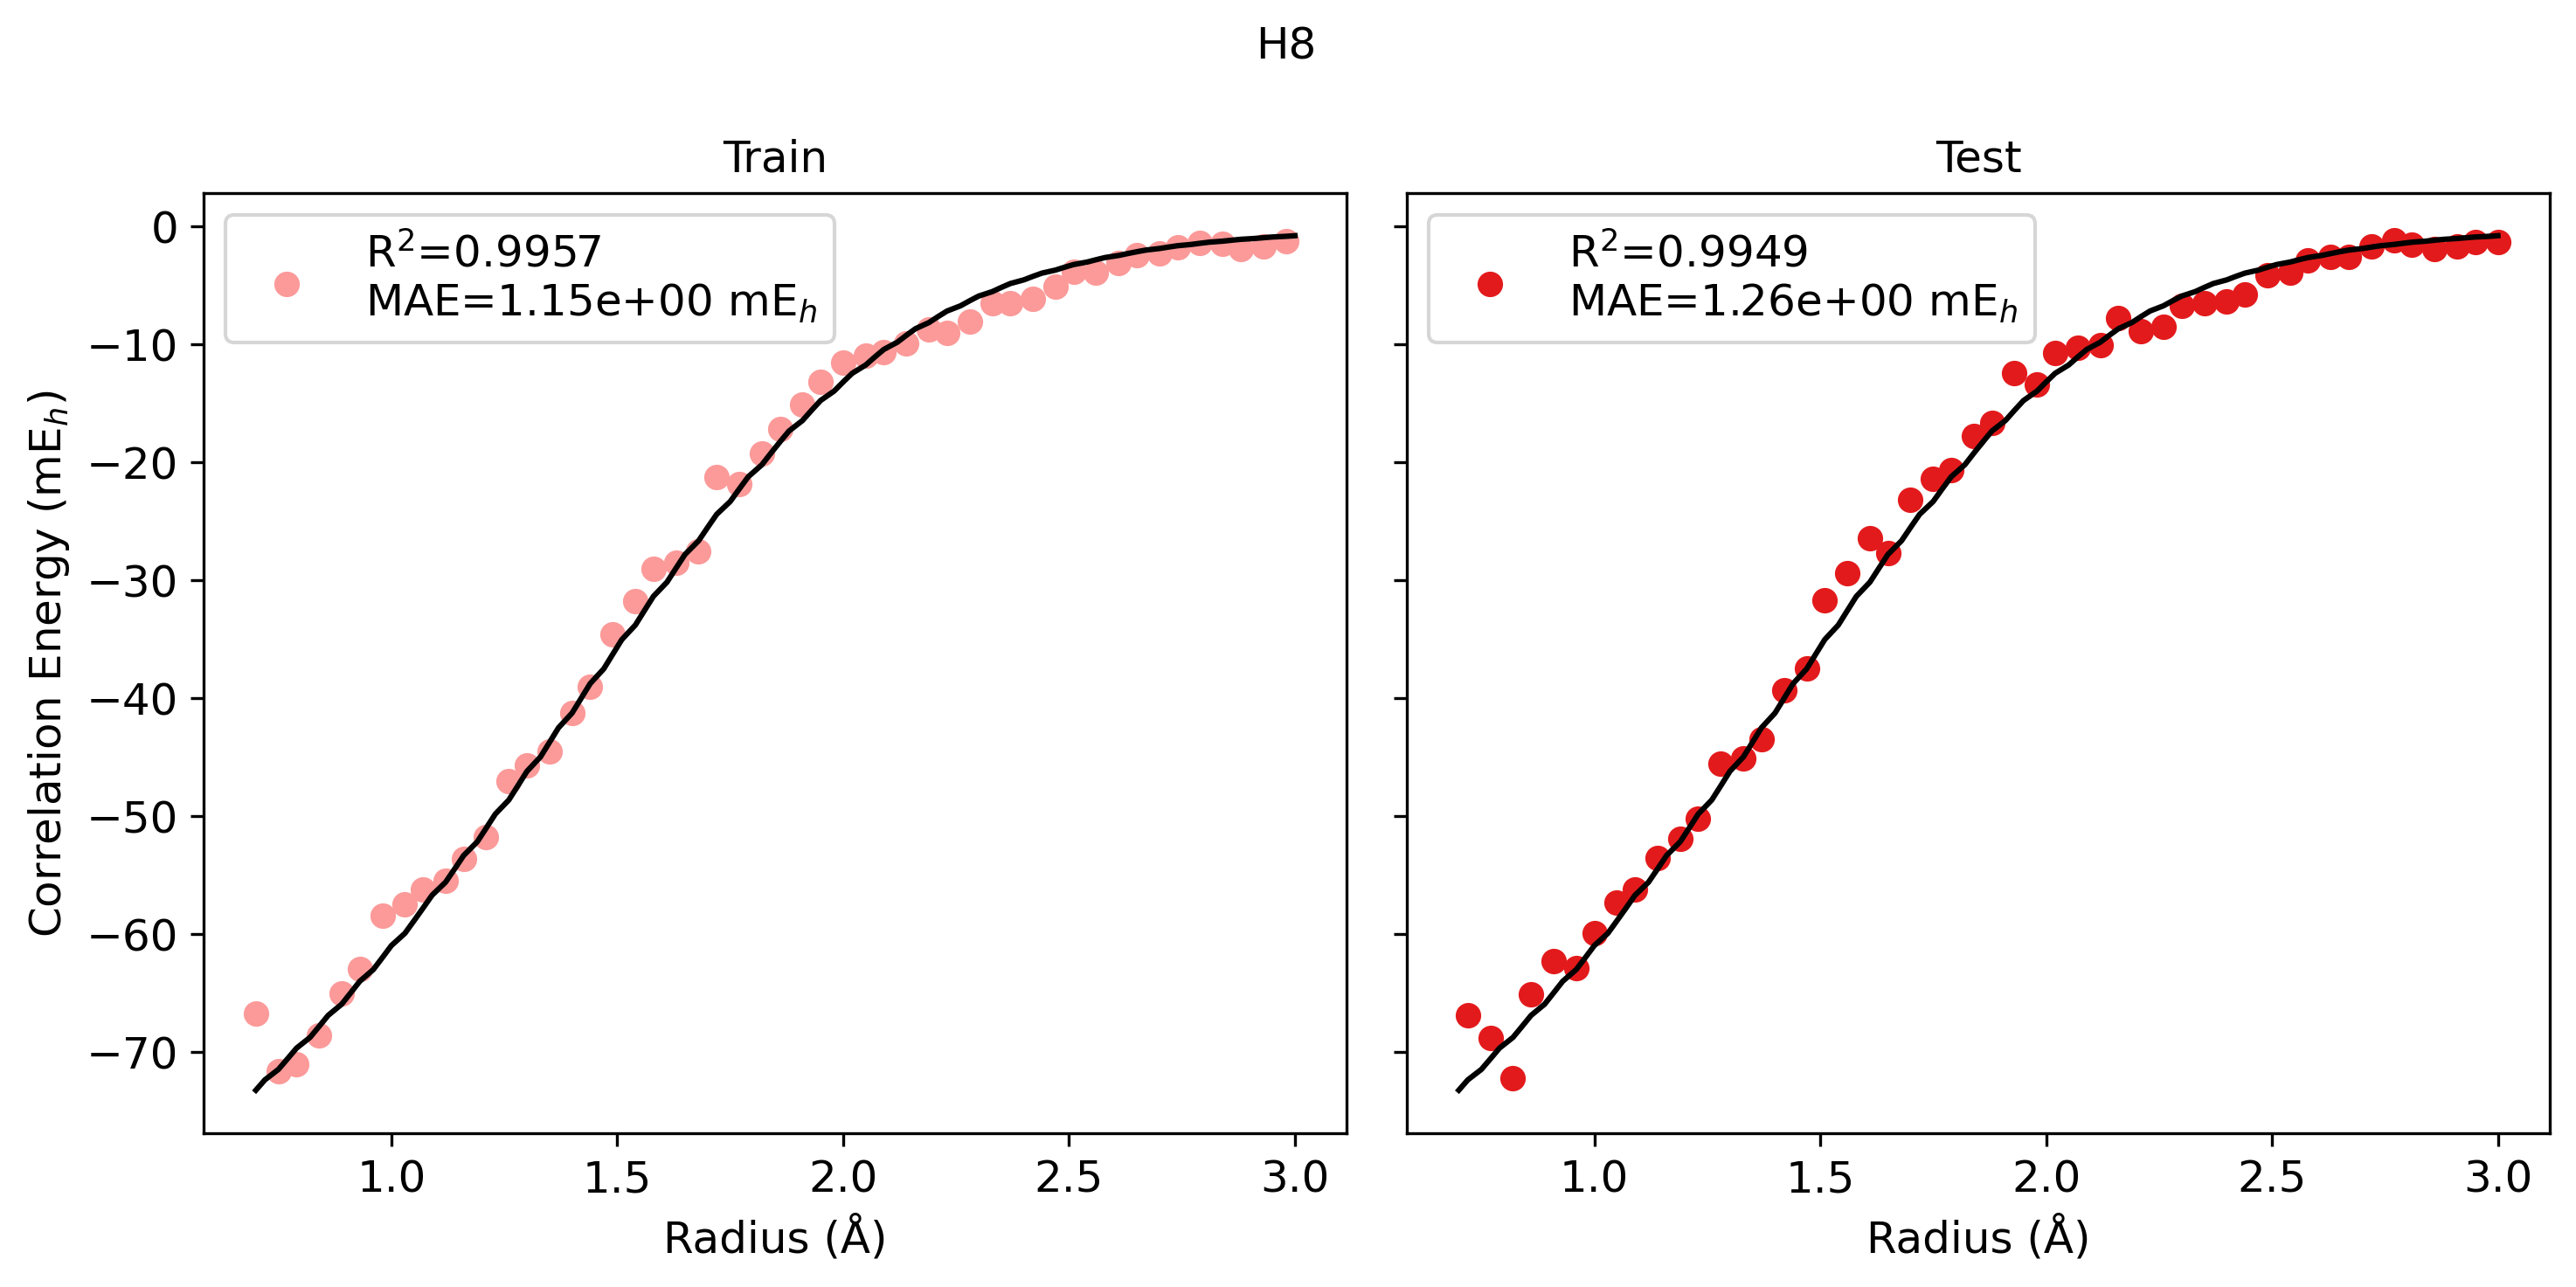 H8
Train
R²=0.9957
MAE=1.15e+00 mEₕ
0
−10
−20
−30
−40
−50
−60
−70
Correlation Energy (mEₕ)
1.0 1.5 2.0 2.5 3.0
Radius (Å)
Test
R²=0.9949
MAE=1.26e+00 mEₕ
1.0 1.5 2.0 2.5 3.0
Radius (Å)